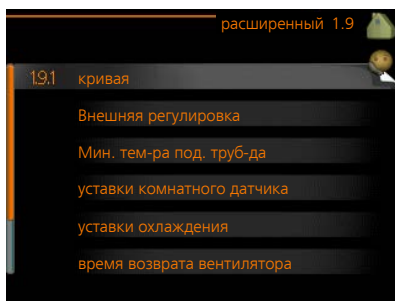 расширенный 1.9
1.9.1 кривая
Внешняя регулировка
Мин. тем-ра под. труб-да
уставки комнатного датчика
уставки охлаждения
время возврата вентилятора